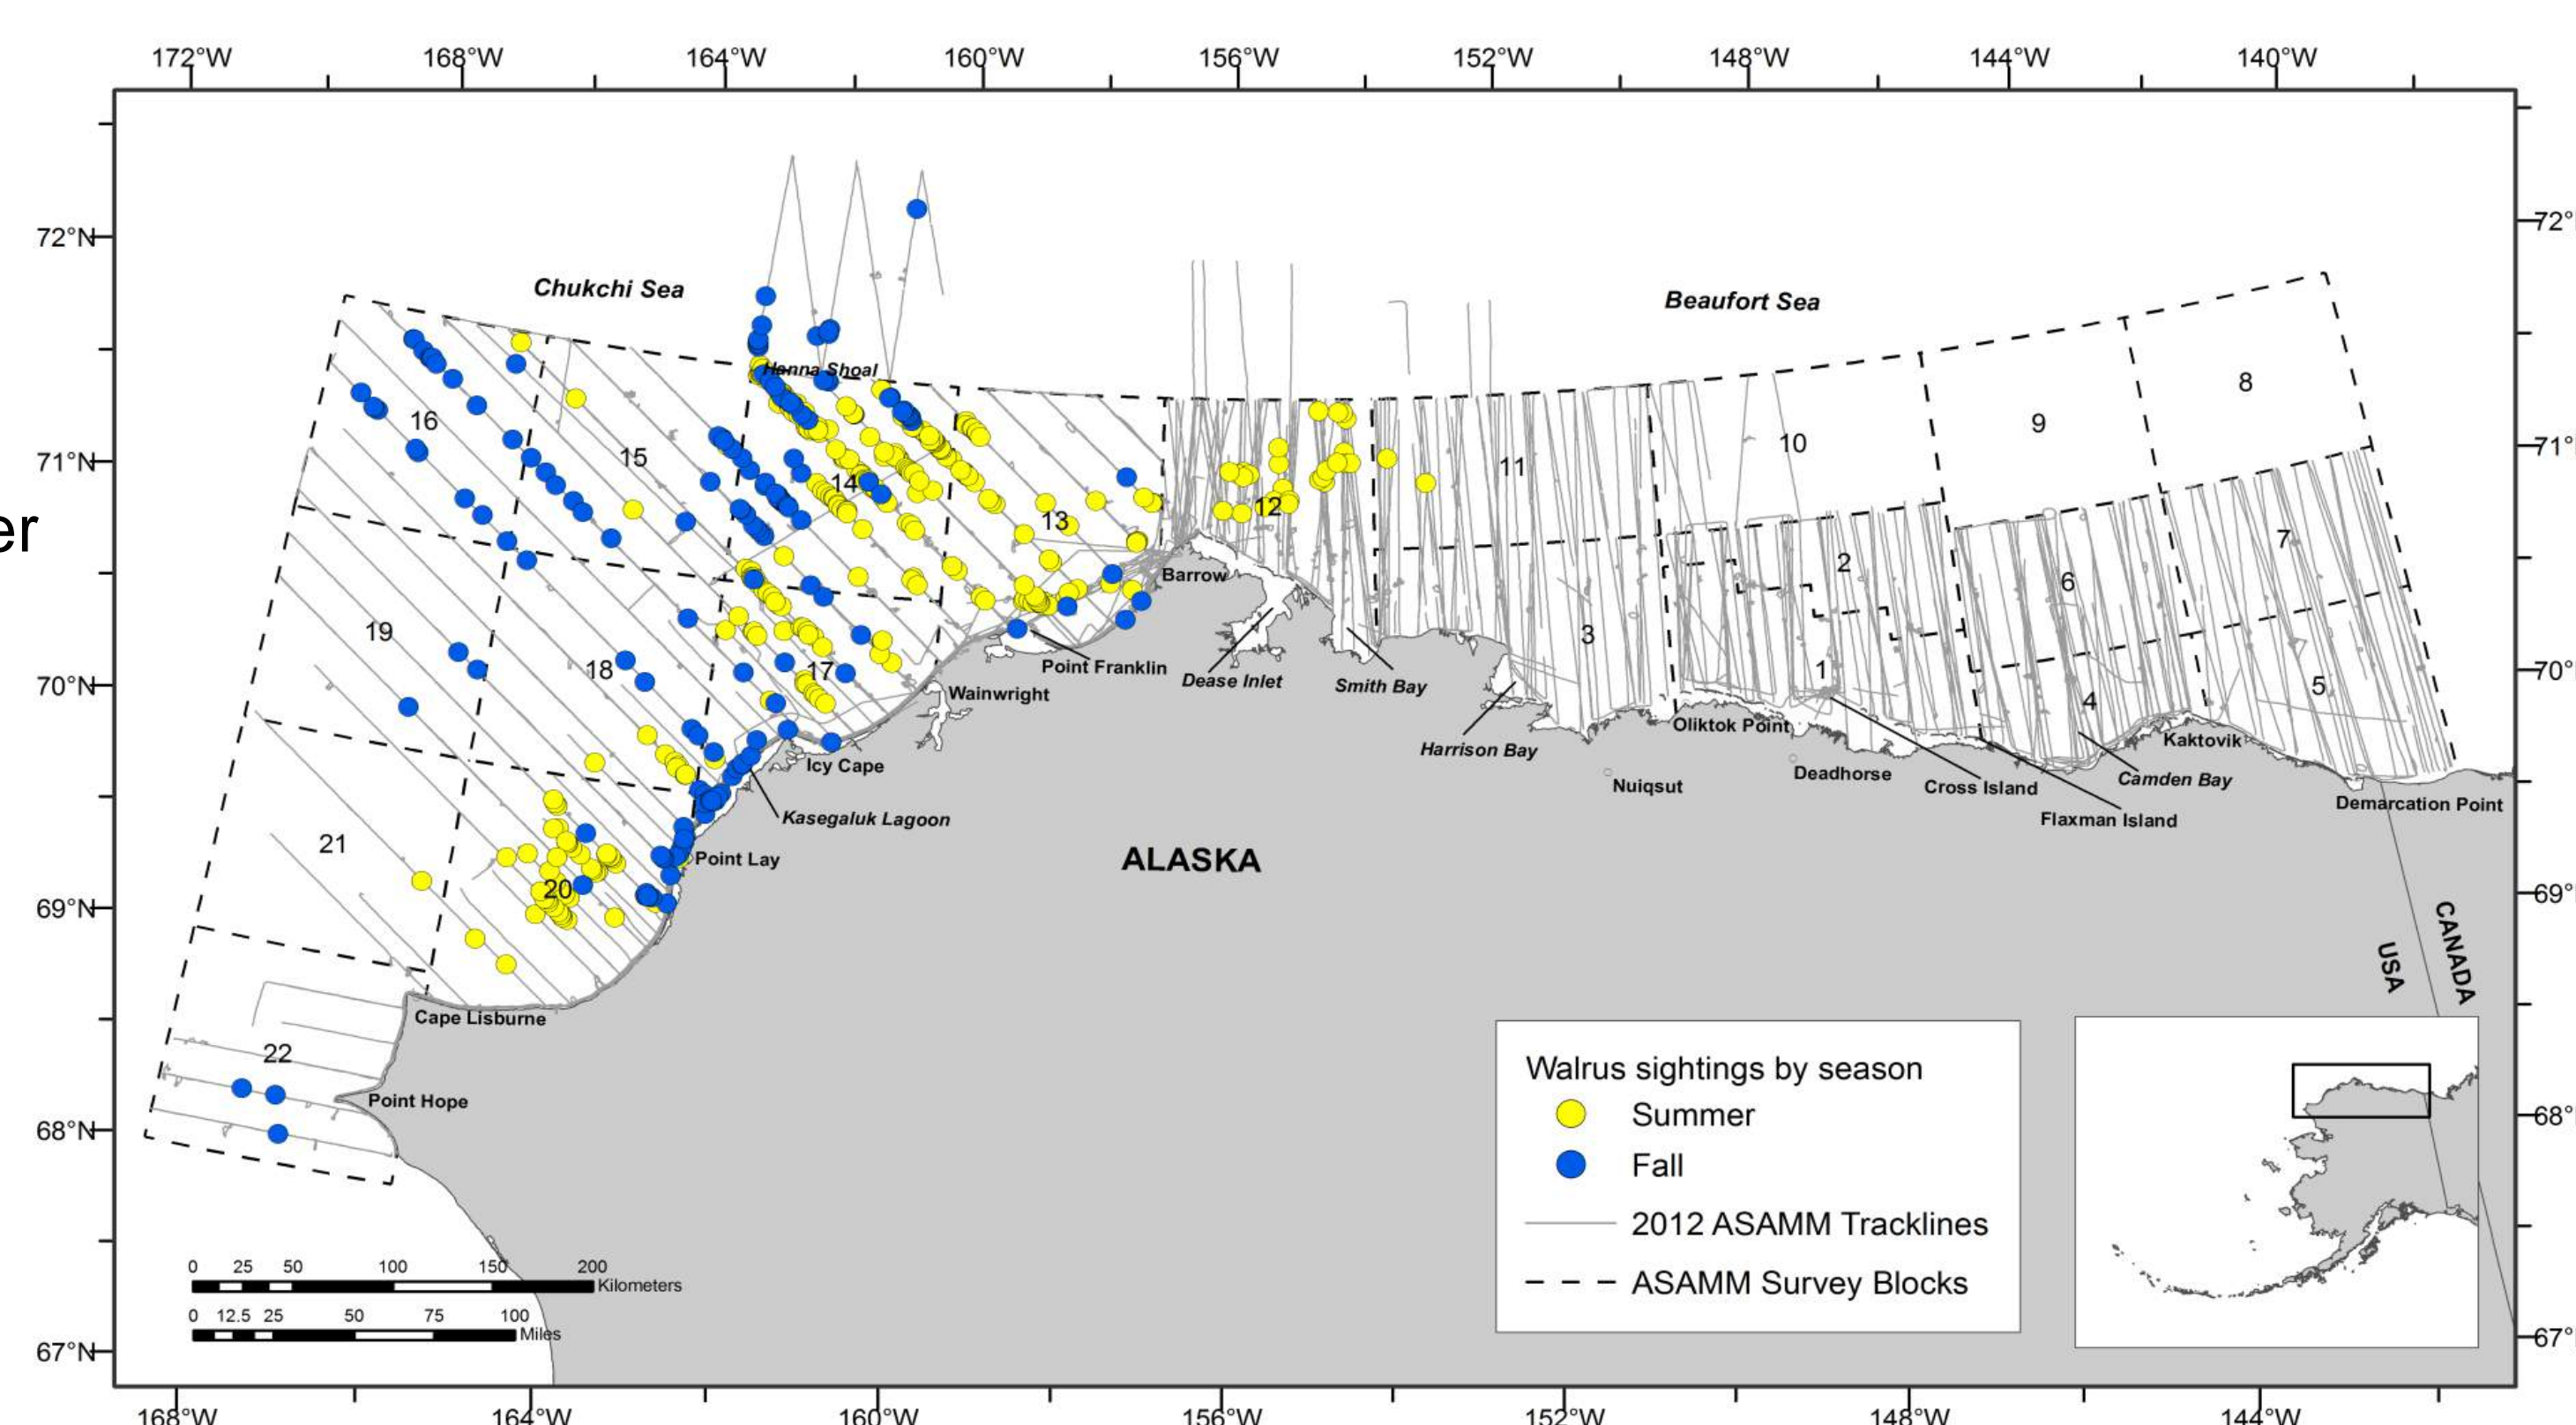 172°W 168°W 164°W 160°W 156°W 152°W 148°W 144°W 140°W
72°N 72°
Chukchi Sea
Beaufort Sea
Hanna Shoal
8
9
16
10
71°N 71°
15
11
14
12
13
er
7
2
Barrow
6
19
3
18
17
Point Franklin
1
70°N 70°
Dease Inlet
Smith Bay
5
Wainwright
4
Oliktok Point
Harrison Bay
Kaktovik
Icy Cape
Deadhorse
Camden Bay
Nuiqsut
Cross Island
Demarcation Point
Kasegaluk Lagoon
Flaxman Island
21
Point Lay
ALASKA
20
69°N 69°
USA
CANADA
Cape Lisburne
22
Point Hope
68°N 68°
Walrus sightings by season
Summer
Fall
2012 ASAMM Tracklines
ASAMM Survey Blocks
0 25 50 100 150 200
Kilometers
0 12.5 25 50 75 100
Miles
67°N 67°
168°W 164°W 160°W 156°W 152°W 148°W 144°W